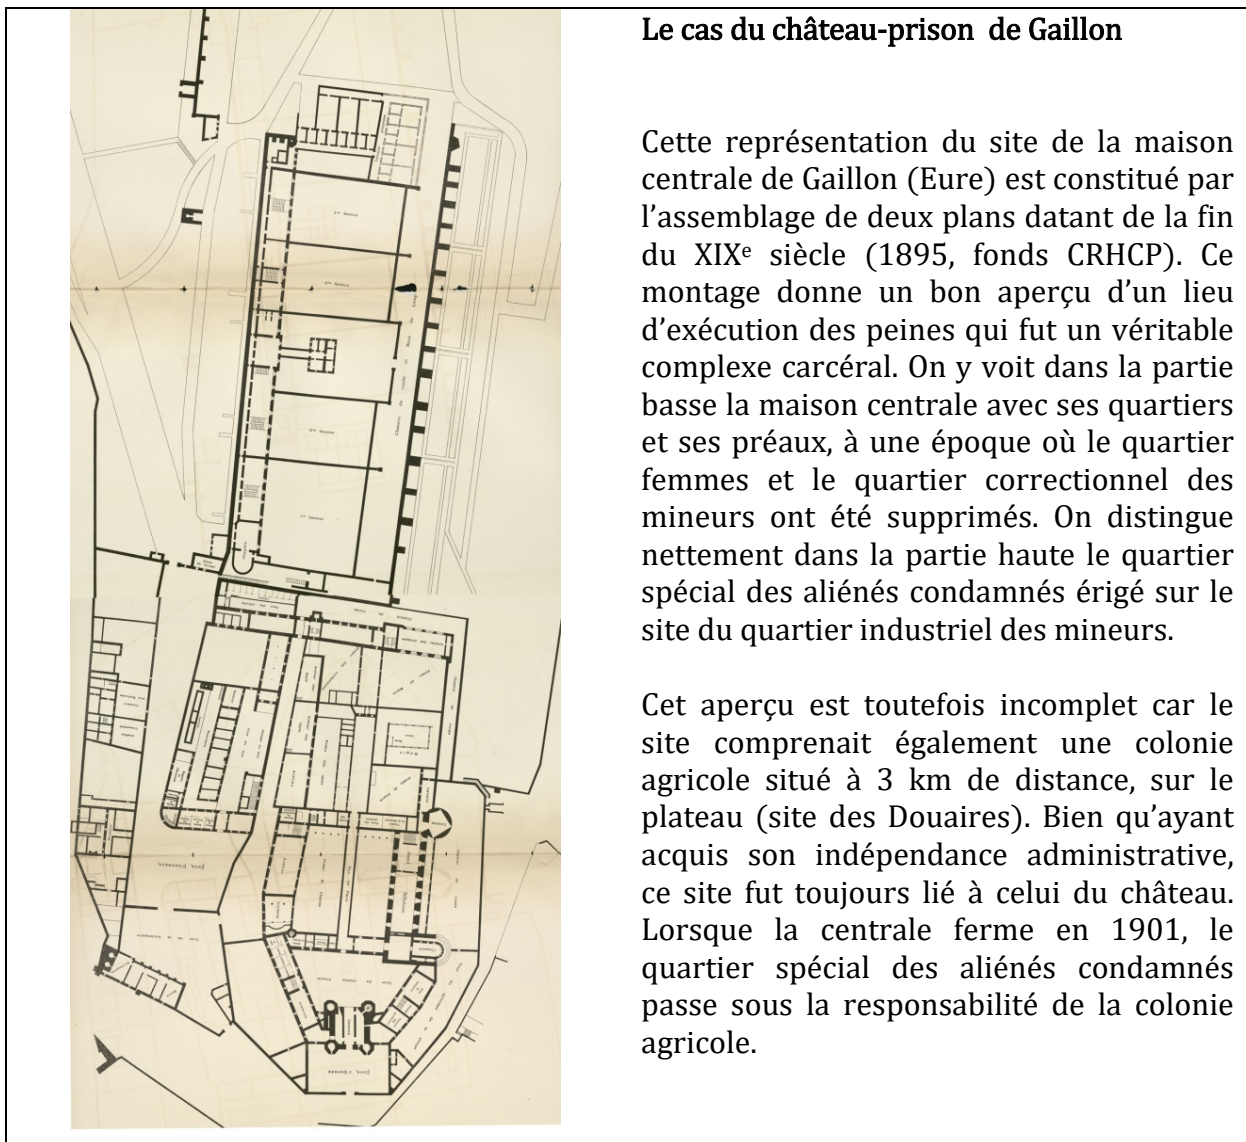 Le cas du château-prison de Gaillon
Cette représentation du site de la maison
centrale de Gaillon (Eure) est constitué par
l’assemblage de deux plans datant de la fin
du XIXe siècle (1895, fonds CRHCP). Ce
montage donne un bon aperçu d’un lieu
d’exécution des peines qui fut un véritable
complexe carcéral. On y voit dans la partie
basse la maison centrale avec ses quartiers
et ses préaux, à une époque où le quartier
femmes et le quartier correctionnel des
mineurs ont été supprimés. On distingue
nettement dans la partie haute le quartier
spécial des aliénés condamnés érigé sur le
site du quartier industriel des mineurs.
Cet aperçu est toutefois incomplet car le
site comprenait également une colonie
agricole situé à 3 km de distance, sur le
plateau (site des Douaires). Bien qu’ayant
acquis son indépendance administrative,
ce site fut toujours lié à celui du château.
Lorsque la centrale ferme en 1901, le
quartier spécial des aliénés condamnés
passe sous la responsabilité de la colonie
agricole.